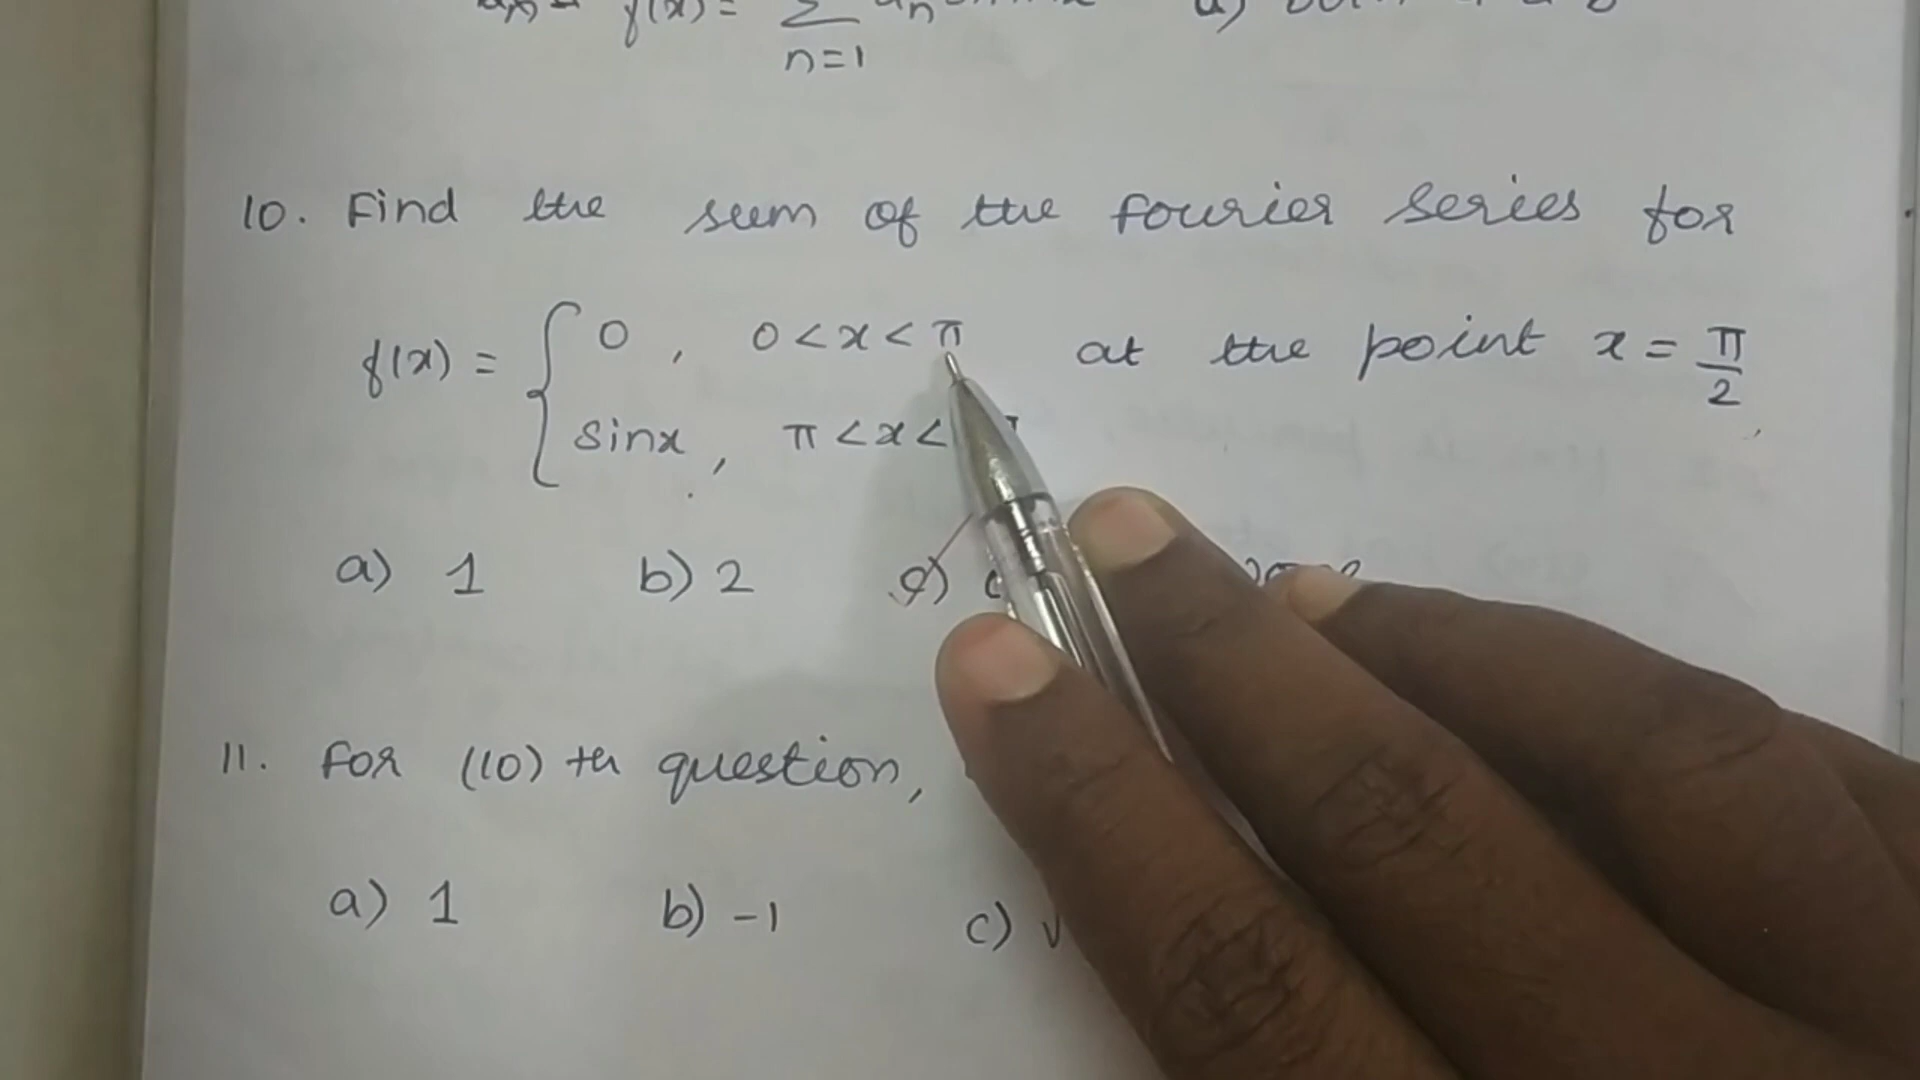 f(x) = Σ
n=1
10. Find the sum of the fourier series for
f(x) = { 0 , 0 < x < π at the point x = π/2
sinx , π < x <
a) 1 b) 2 c)
11. For (10) th question,
a) 1 b) -1 c)